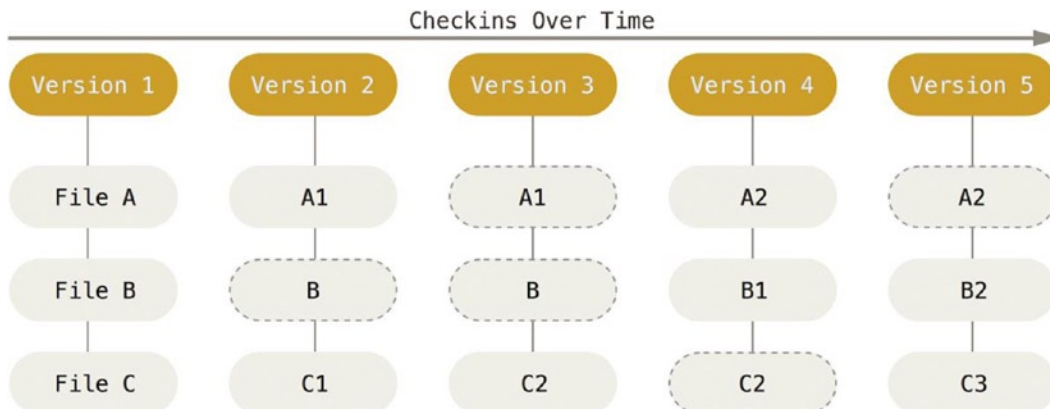 Checkins Over Time
Version 1 Version 2 Version 3 Version 4 Version 5
File A A1 A1 A2 A2
File B B B B1 B2
File C C1 C2 C2 C3